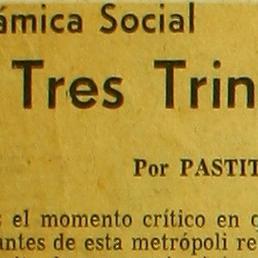 ámica Social
Tres Trin
Por PASTIT
s el momento crítico en q
antes de esta metrópoli re